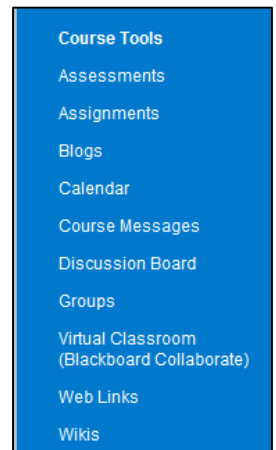 Course Tools
Assessments
Assignments
Blogs
Calendar
Course Messages
Discussion Board
Groups
Virtual Classroom
(Blackboard Collaborate)
Web Links
Wikis